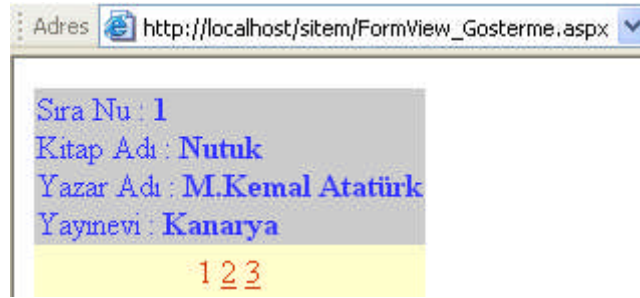 Adres http://localhost/sitem/FormView_Gosterme.aspx
Sıra Nu : 1
Kitap Adı : Nutuk
Yazar Adı : M.Kemal Atatürk
Yayınevi : Kanarya
1 2 3